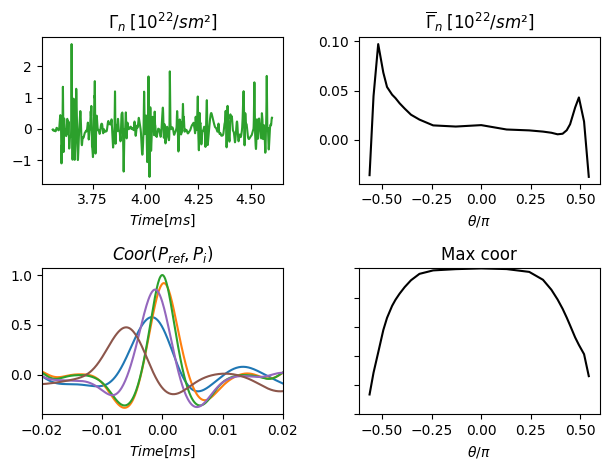 Γₙ [10²²/sm²]
2
1
0
−1
3.75 4.00 4.25 4.50
Time[ms]
Γ̅ₙ [10²²/sm²]
0.10
0.05
0.00
−0.50 −0.25 0.00 0.25 0.50
θ/π
Coor(P_ref, P_i)
1.0
0.5
0.0
−0.02 −0.01 0.00 0.01 0.02
Time[ms]
Max coor
−0.50 −0.25 0.00 0.25 0.50
θ/π